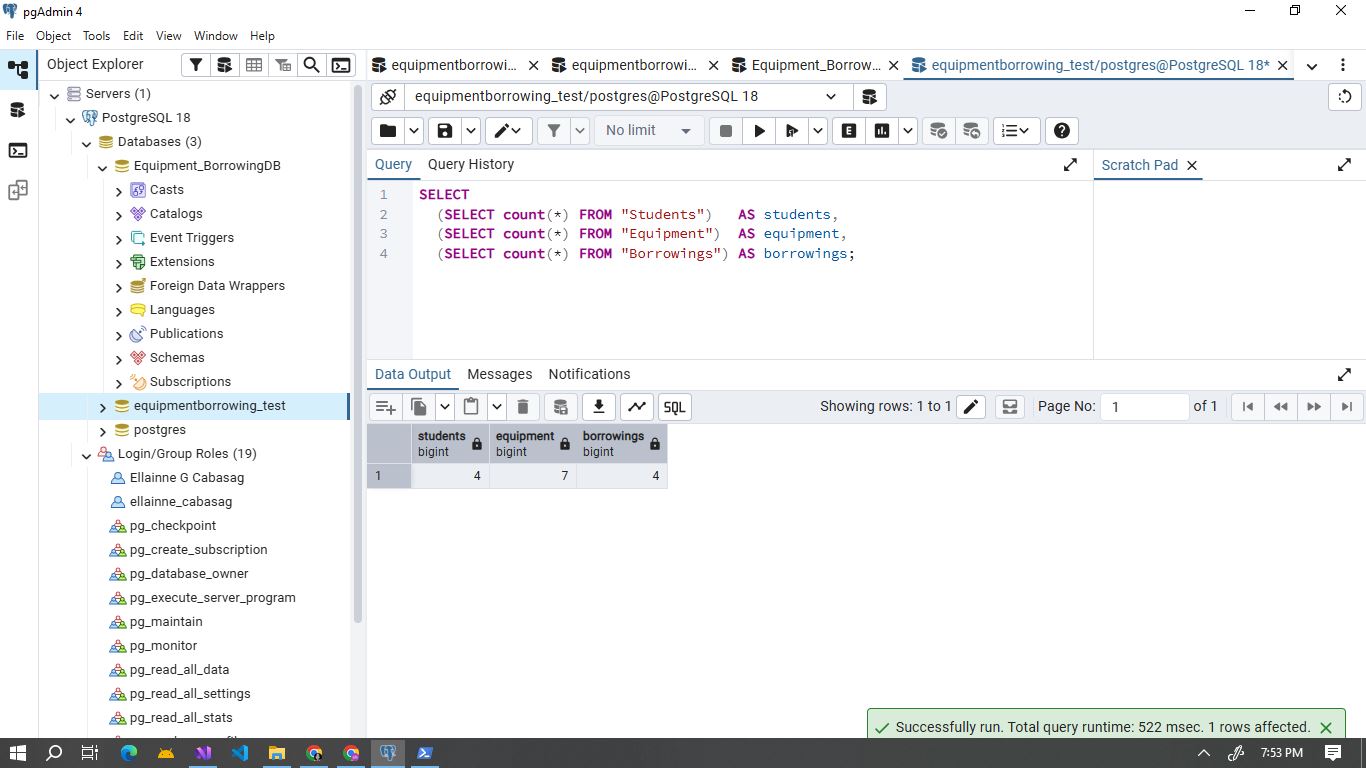 pgAdmin 4
File Object Tools Edit View Window Help
Object Explorer
equipmentborrowi...
equipmentborrowi...
Equipment_Borrow...
equipmentborrowing_test/postgres@PostgreSQL 18*
Servers (1)
PostgreSQL 18
Databases (3)
Equipment_BorrowingDB
Casts
Catalogs
Event Triggers
Extensions
Foreign Data Wrappers
Languages
Publications
Schemas
Subscriptions
equipmentborrowing_test
postgres
Login/Group Roles (19)
Ellainne G Cabasag
ellainne_cabasag
pg_checkpoint
pg_create_subscription
pg_database_owner
pg_execute_server_program
pg_maintain
pg_monitor
pg_read_all_data
pg_read_all_settings
pg_read_all_stats
equipmentborrowing_test/postgres@PostgreSQL 18
No limit
E
Query Query History
Scratch Pad
1 SELECT
2 (SELECT count(*) FROM "Students") AS students,
3 (SELECT count(*) FROM "Equipment") AS equipment,
4 (SELECT count(*) FROM "Borrowings") AS borrowings;
Data Output Messages Notifications
SQL
Showing rows: 1 to 1
Page No: 1 of 1
students equipment borrowings
bigint bigint bigint
1 4 7 4
Successfully run. Total query runtime: 522 msec. 1 rows affected.
7:53 PM